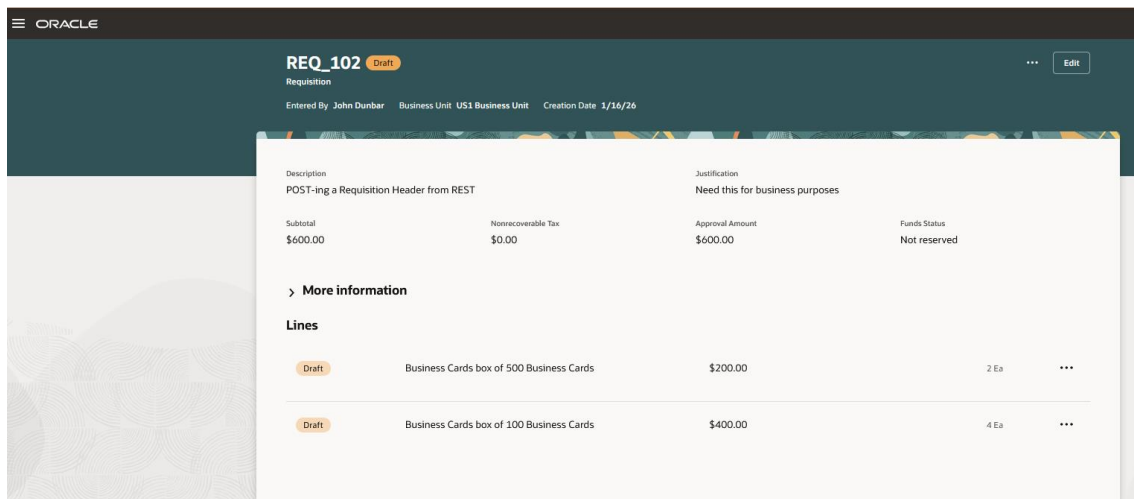 ORACLE
REQ_102 Draft
Requisition
Entered By John Dunbar Business Unit US1 Business Unit Creation Date 1/16/26
Edit
Description
POST-ing a Requisition Header from REST
Justification
Need this for business purposes
Subtotal
$600.00
Nonrecoverable Tax
$0.00
Approval Amount
$600.00
Funds Status
Not reserved
More information
Lines
Draft Business Cards box of 500 Business Cards $200.00 2 Ea
Draft Business Cards box of 100 Business Cards $400.00 4 Ea